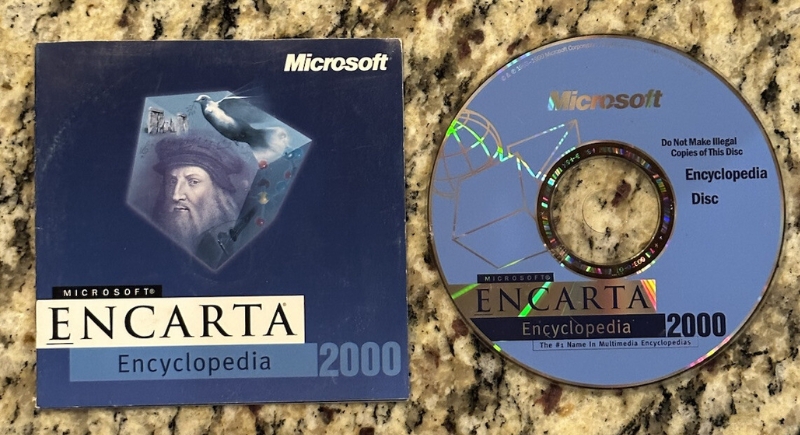 Microsoft
MICROSOFT®
ENCARTA®
Encyclopedia
2000
Microsoft
Do Not Make Illegal
Copies of This Disc
Encyclopedia
Disc
MICROSOFT®
ENCARTA
Encyclopedia
2000
The #1 Name In Multimedia Encyclopedias